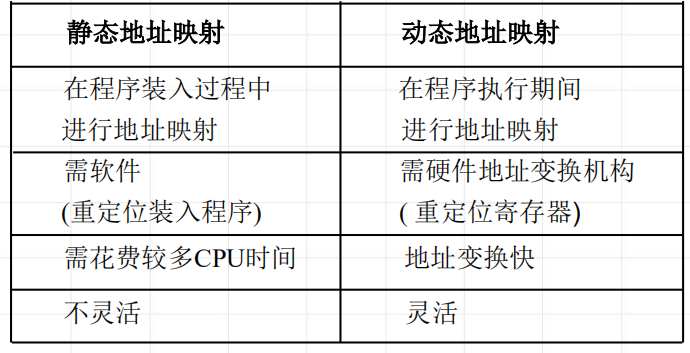 静态地址映射
动态地址映射
在程序装入过程中
进行地址映射
在程序执行期间
进行地址映射
需软件
(重定位装入程序)
需硬件地址变换机构
( 重定位寄存器)
需花费较多CPU时间
地址变换快
不灵活
灵活